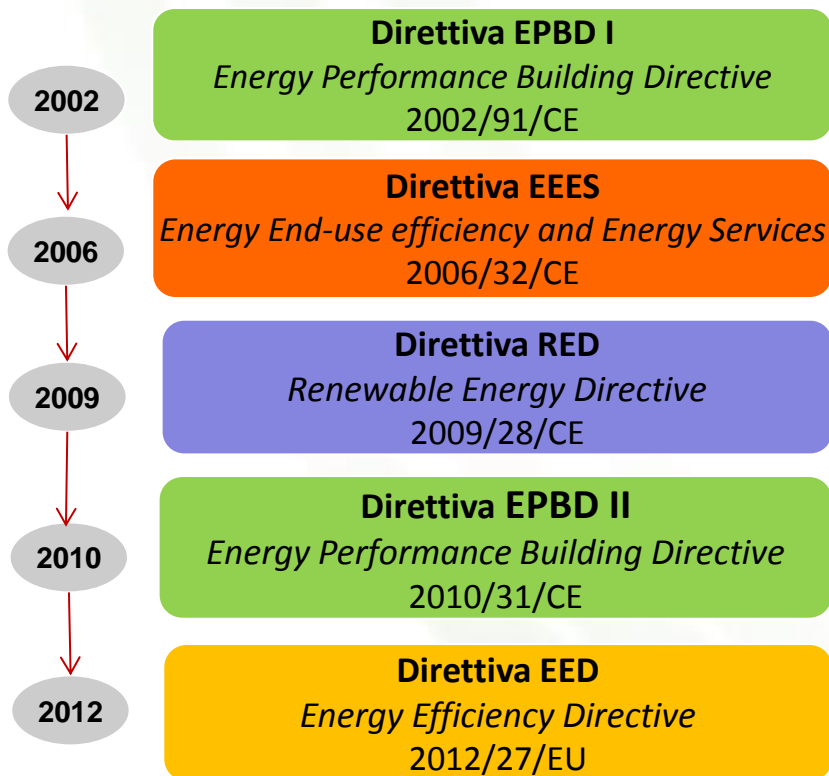 Direttiva EPBD I
Energy Performance Building Directive
2002/91/CE
2002
Direttiva EEES
Energy End-use efficiency and Energy Services
2006/32/CE
2006
Direttiva RED
Renewable Energy Directive
2009/28/CE
2009
Direttiva EPBD II
Energy Performance Building Directive
2010/31/CE
2010
Direttiva EED
Energy Efficiency Directive
2012/27/EU
2012